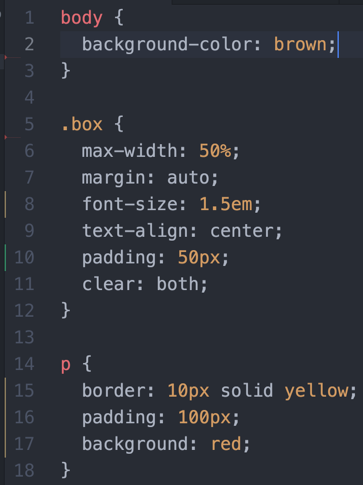 1 body {
2   background-color: brown;
3 }
4
5 .box {
6   max-width: 50%;
7   margin: auto;
8   font-size: 1.5em;
9   text-align: center;
10   padding: 50px;
11   clear: both;
12 }
13
14 p {
15   border: 10px solid yellow;
16   padding: 100px;
17   background: red;
18 }